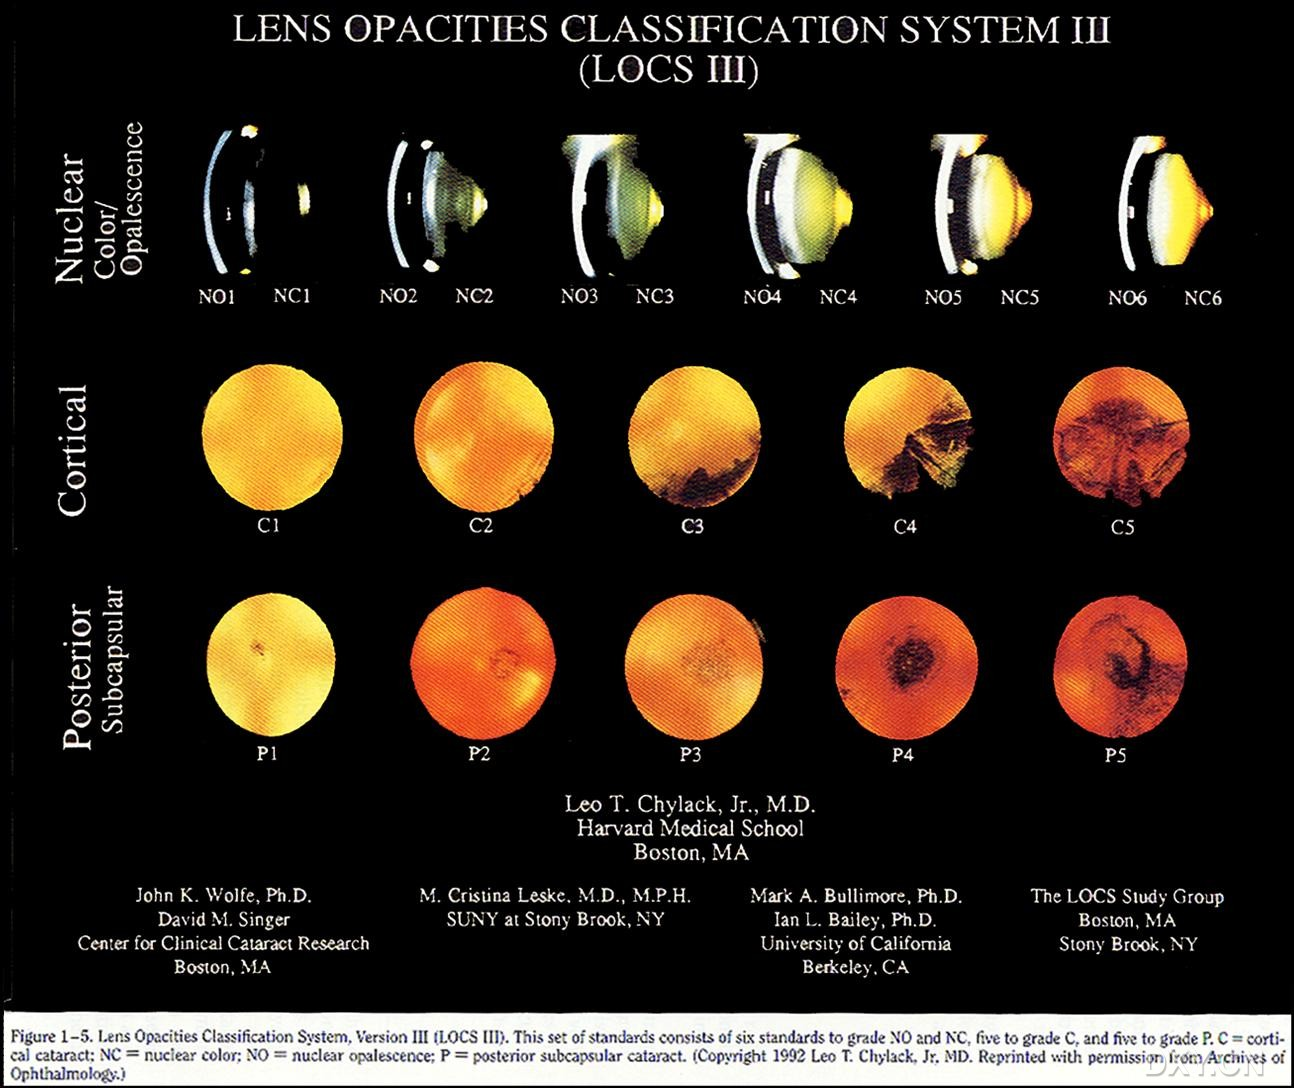 LENS OPACITIES CLASSIFICATION SYSTEM III
(LOCS III)
Nuclear
Color/
Opalescence
NO1 NC1 NO2 NC2 NO3 NC3 NO4 NC4 NO5 NC5 NO6 NC6
Cortical
C1 C2 C3 C4 C5
Posterior
Subcapsular
P1 P2 P3 P4 P5
Leo T. Chylack, Jr., M.D.
Harvard Medical School
Boston, MA
John K. Wolfe, Ph.D.
David M. Singer
Center for Clinical Cataract Research
Boston, MA
M. Cristina Leske, M.D., M.P.H.
SUNY at Stony Brook, NY
Mark A. Bullimore, Ph.D.
Ian L. Bailey, Ph.D.
University of California
Berkeley, CA
The LOCS Study Group
Boston, MA
Stony Brook, NY
Figure 1–5. Lens Opacities Classification System, Version III (LOCS III). This set of standards consists of six standards to grade NO and NC, five to grade C, and five to grade P. C = corti-
cal cataract; NC = nuclear color; NO = nuclear opalescence; P = posterior subcapsular cataract. (Copyright 1992 Leo T. Chylack, Jr, MD. Reprinted with permission from Archives of
Ophthalmology.)
DXY.CN